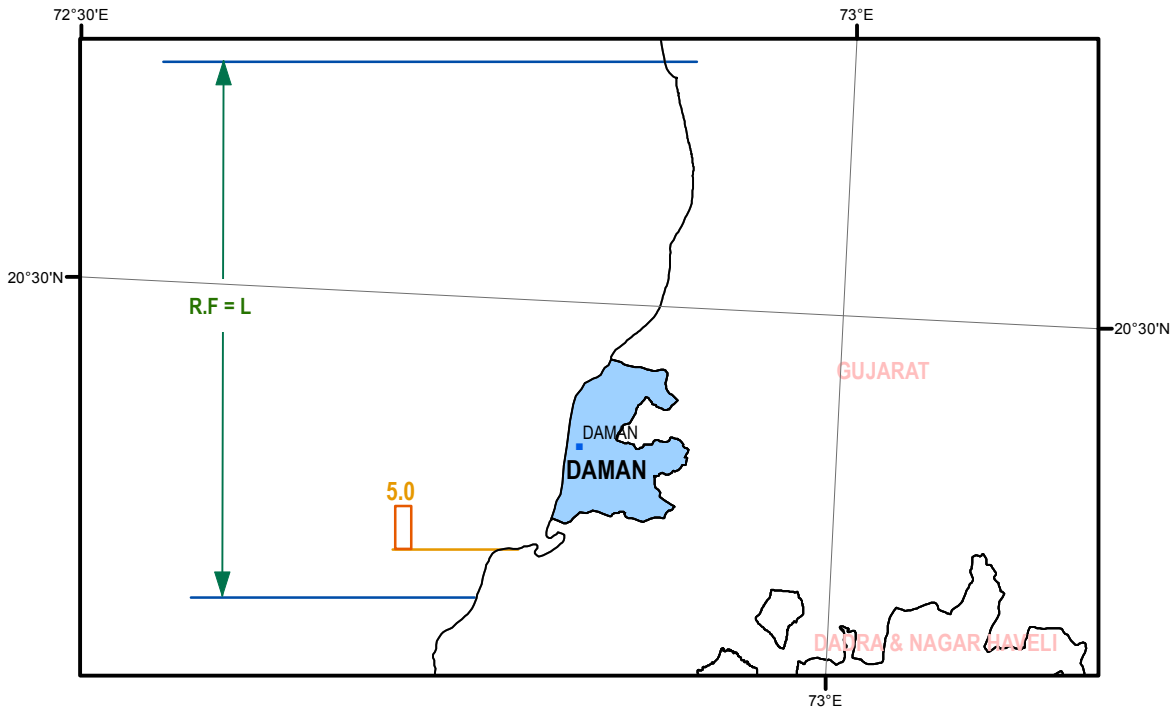 72°30'E
73°E
20°30'N
R.F = L
20°30'N
GUJARAT
DAMAN
DAMAN
5.0
DADRA & NAGAR HAVELI
73°E